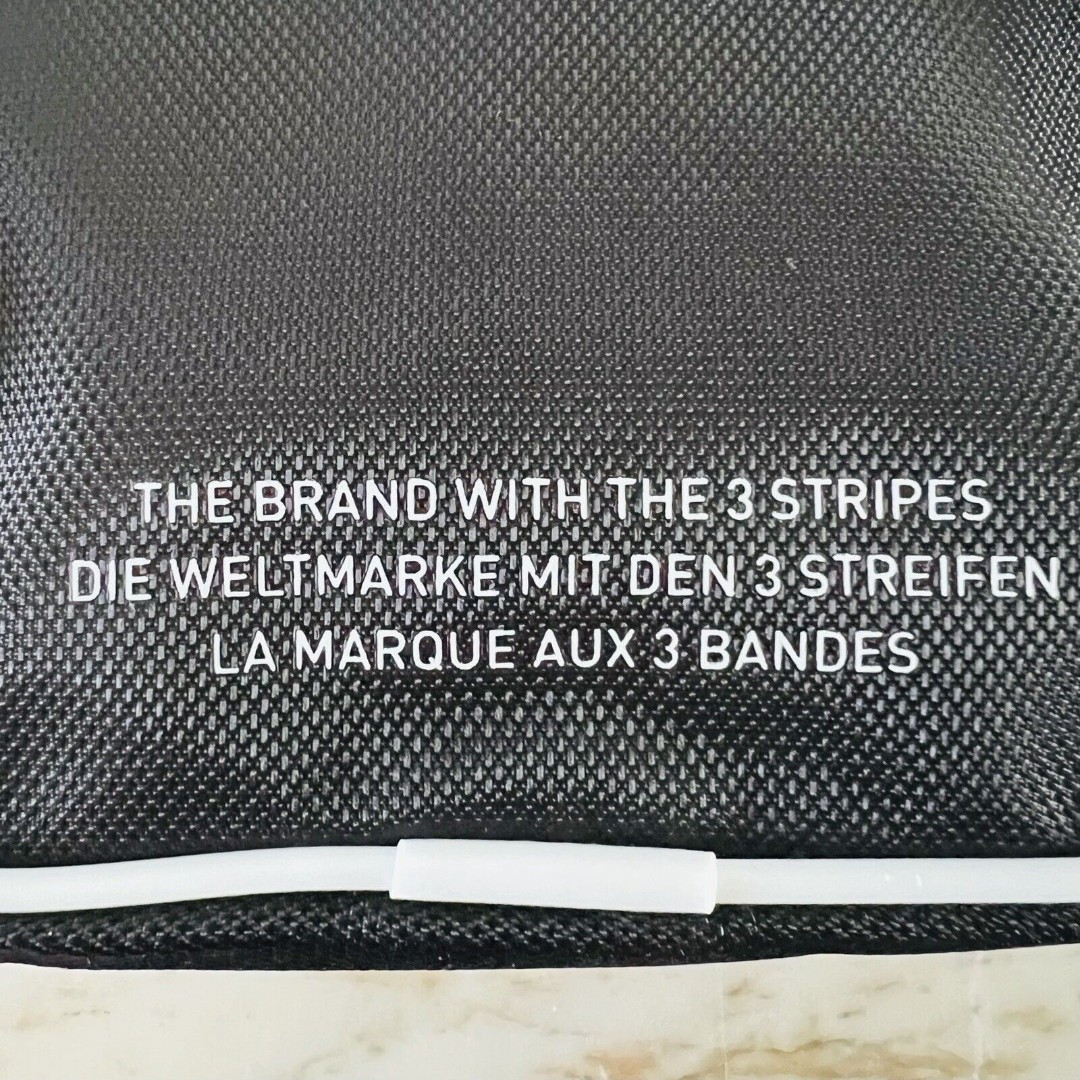 THE BRAND WITH THE 3 STRIPES
DIE WELTMARKE MIT DEN 3 STREIFEN
LA MARQUE AUX 3 BANDES